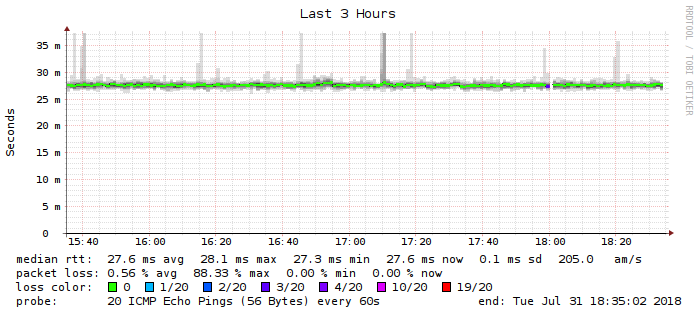 Last 3 Hours
RRDTOOL / TOBI OETIKER
Seconds
35 m
30 m
25 m
20 m
15 m
10 m
5 m
0
15:40 16:00 16:20 16:40 17:00 17:20 17:40 18:00 18:20
median rtt: 27.6 ms avg 28.1 ms max 27.3 ms min 27.6 ms now 0.1 ms sd 205.0 am/s
packet loss: 0.56 % avg 88.33 % max 0.00 % min 0.00 % now
loss color: 0 1/20 2/20 3/20 4/20 10/20 19/20
probe: 20 ICMP Echo Pings (56 Bytes) every 60s end: Tue Jul 31 18:35:02 2018